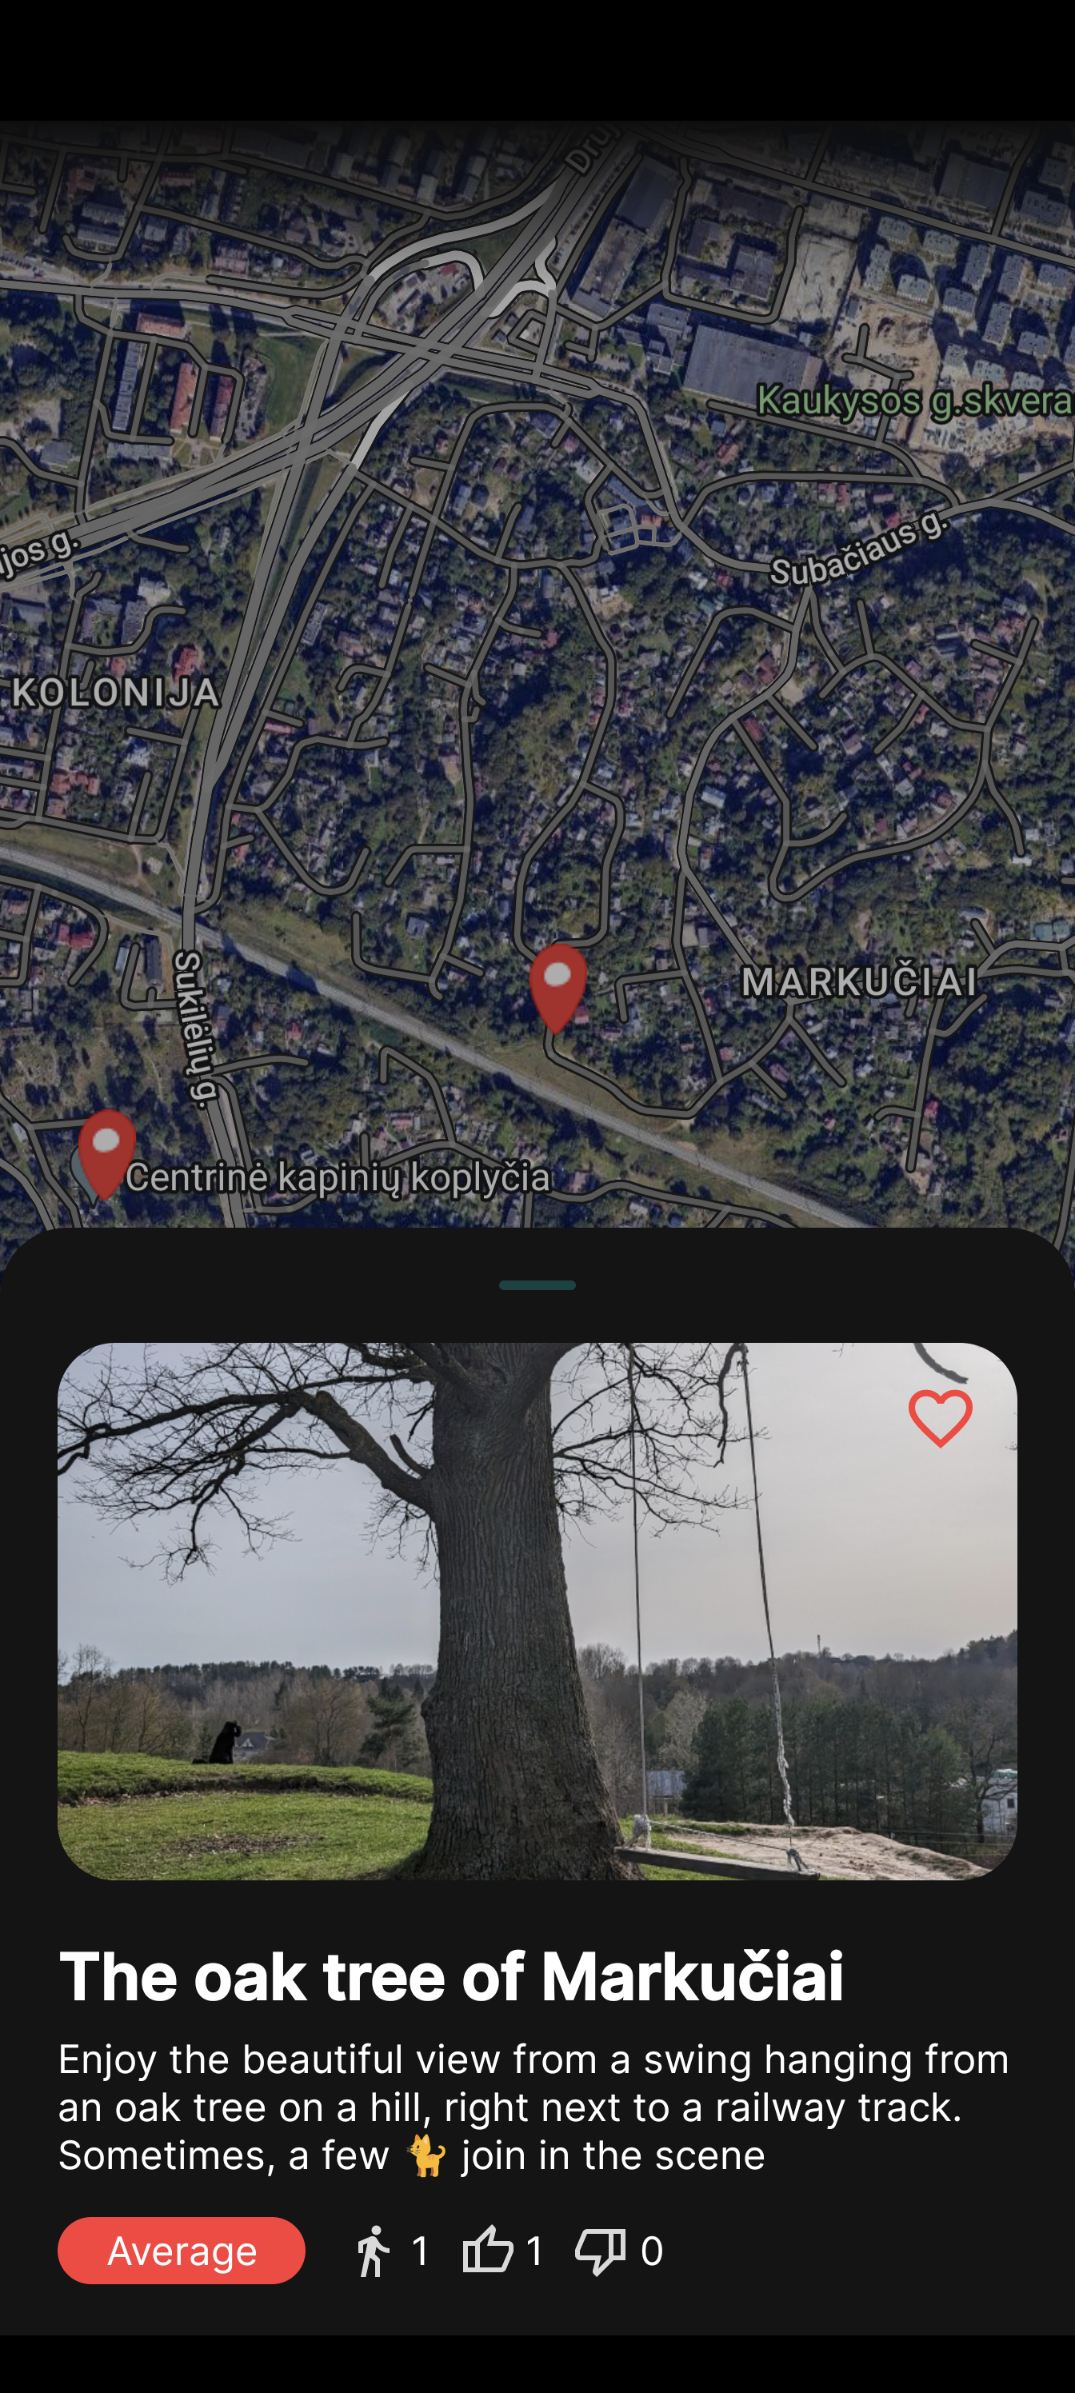 Kaukysos g.skvera
Subačiaus g.
jos g.
KOLONIJA
Sukilėlių g.
MARKUČIAI
Centrinė kapinių koplyčia
The oak tree of Markučiai
Enjoy the beautiful view from a swing hanging from
an oak tree on a hill, right next to a railway track.
Sometimes, a few 🐈 join in the scene
Average 1 1 0